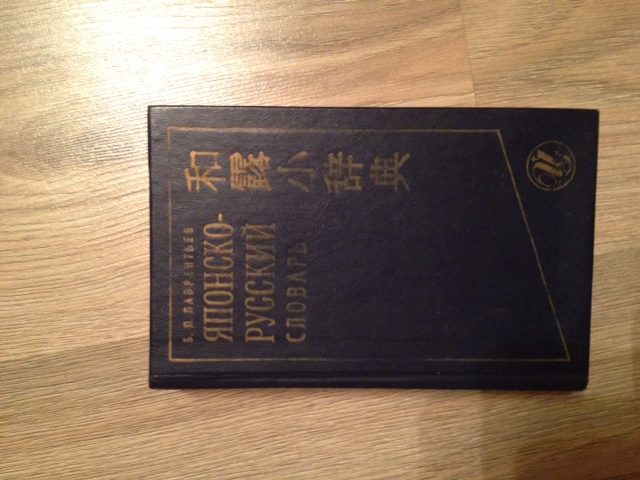 Б. П. ЛАВРЕНТЬЕВ
ЯПОНСКО-
РУССКИЙ
СЛОВАРЬ
和露小辞典